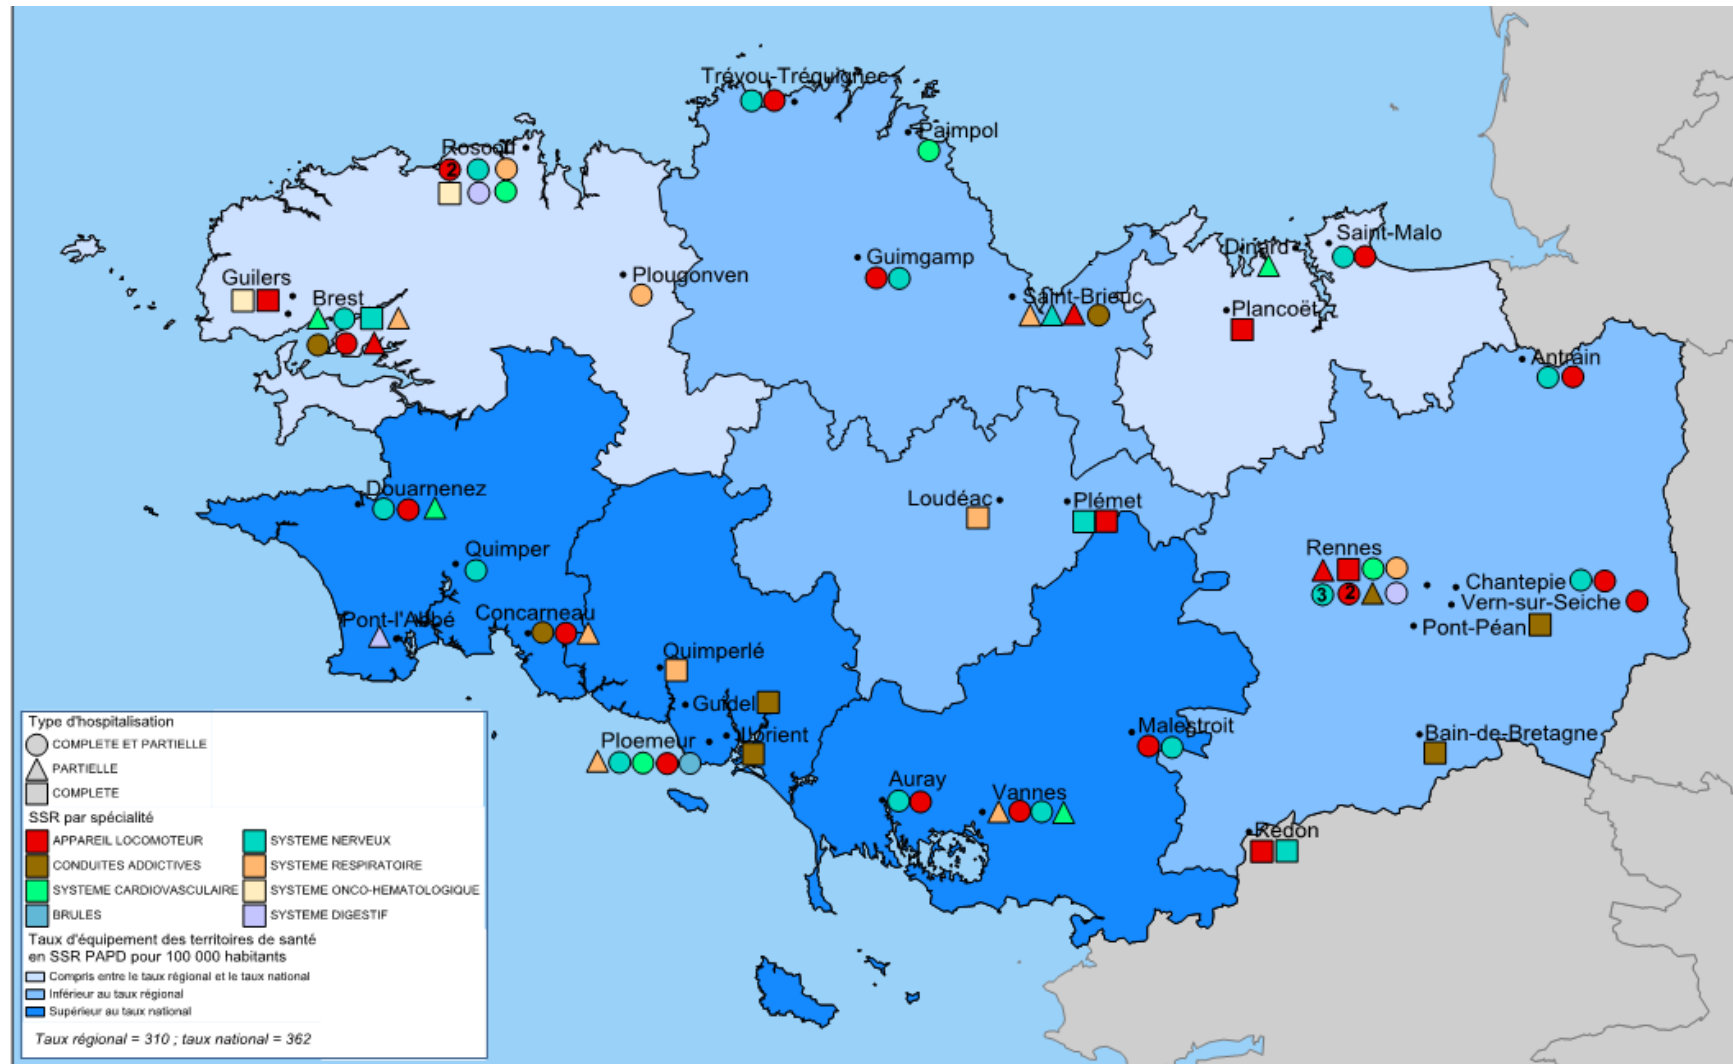 Trévou-Tréguignec
Paimpol
Roscoff
2
Saint-Malo
Dinard
Guimgamp
Plougonven
Guilers
Brest
Saint-Brieuc
Plancoët
Antrain
Douarnenez
Loudéac
Plémet
Quimper
Rennes
3
2
Chantepie
Vern-sur-Seiche
Pont-Péan
Concarneau
Pont-l'Abbé
Quimperlé
Guidel
Lorient
Ploemeur
Malestroit
Bain-de-Bretagne
Auray
Vannes
Redon
Type d'hospitalisation
COMPLETE ET PARTIELLE
PARTIELLE
COMPLETE
SSR par spécialité
APPAREIL LOCOMOTEUR
SYSTEME NERVEUX
CONDUITES ADDICTIVES
SYSTEME RESPIRATOIRE
SYSTEME CARDIOVASCULAIRE
SYSTEME ONCO-HEMATOLOGIQUE
BRULES
SYSTEME DIGESTIF
Taux d'équipement des territoires de santé
en SSR PAPD pour 100 000 habitants
Compris entre le taux régional et le taux national
Inférieur au taux régional
Supérieur au taux national
Taux régional = 310 ; taux national = 362